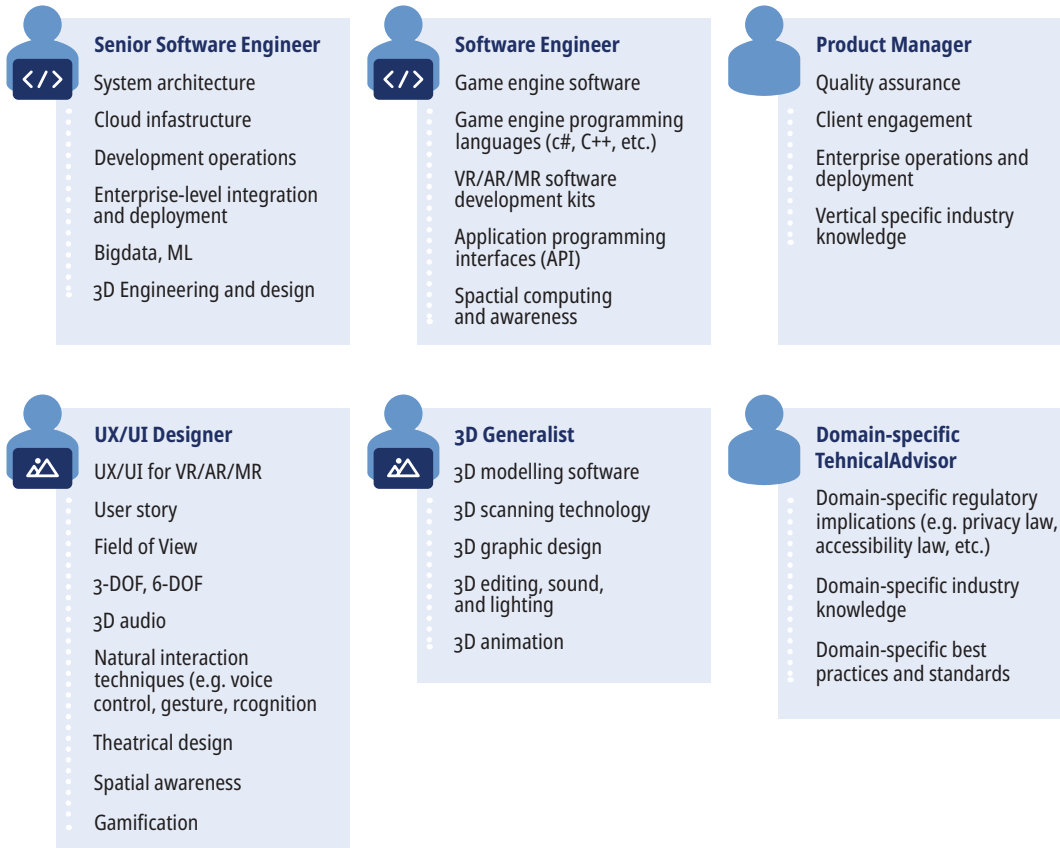 Senior Software Engineer
System architecture
Cloud infastructure
Development operations
Enterprise-level integration
and deployment
Bigdata, ML
3D Engineering and design
Software Engineer
Game engine software
Game engine programming
languages (c#, C++, etc.)
VR/AR/MR software
development kits
Application programming
interfaces (API)
Spactial computing
and awareness
Product Manager
Quality assurance
Client engagement
Enterprise operations and
deployment
Vertical specific industry
knowledge
UX/UI Designer
UX/UI for VR/AR/MR
User story
Field of View
3-DOF, 6-DOF
3D audio
Natural interaction
techniques (e.g. voice
control, gesture, rcognition
Theatrical design
Spatial awareness
Gamification
3D Generalist
3D modelling software
3D scanning technology
3D graphic design
3D editing, sound,
and lighting
3D animation
Domain-specific
TehnicalAdvisor
Domain-specific regulatory
implications (e.g. privacy law,
accessibility law, etc.)
Domain-specific industry
knowledge
Domain-specific best
practices and standards